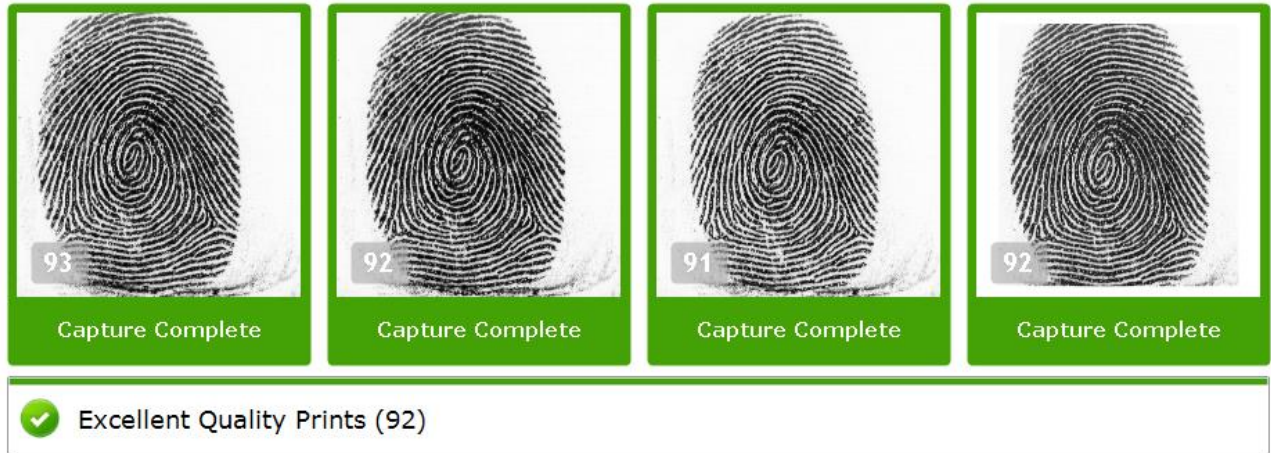 93 92 91 92
Capture Complete Capture Complete Capture Complete Capture Complete
Excellent Quality Prints (92)